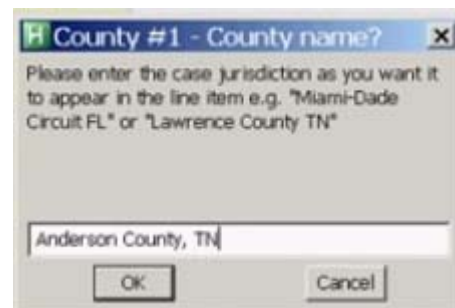 H County #1 - County name? x
Please enter the case jurisdiction as you want it
to appear in the line item e.g. "Miami-Dade
Circuit FL" or "Lawrence County TN"
Anderson County, TN
OK Cancel